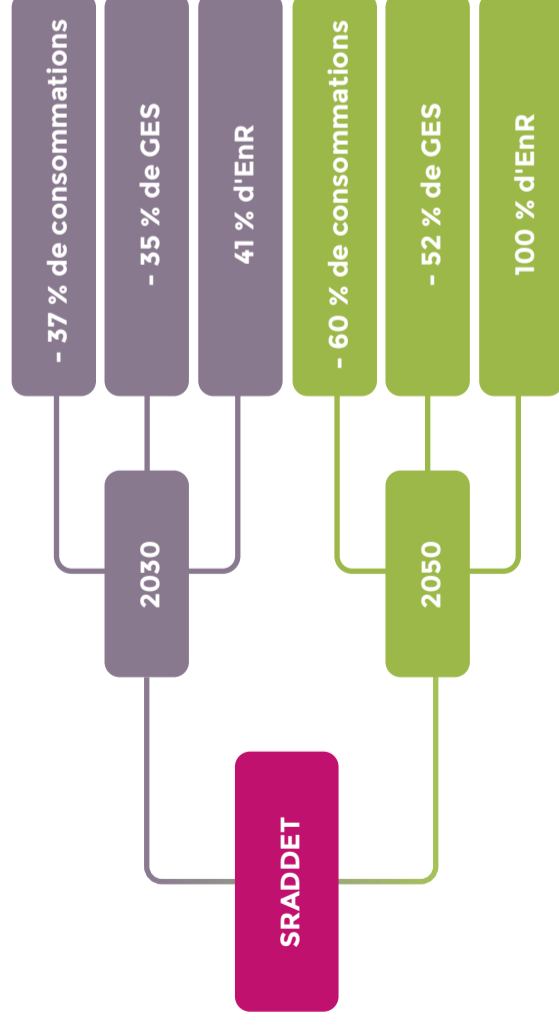 SRADDET
2030
- 37 % de consommations
- 35 % de GES
41 % d'EnR
2050
- 60 % de consommations
- 52 % de GES
100 % d'EnR